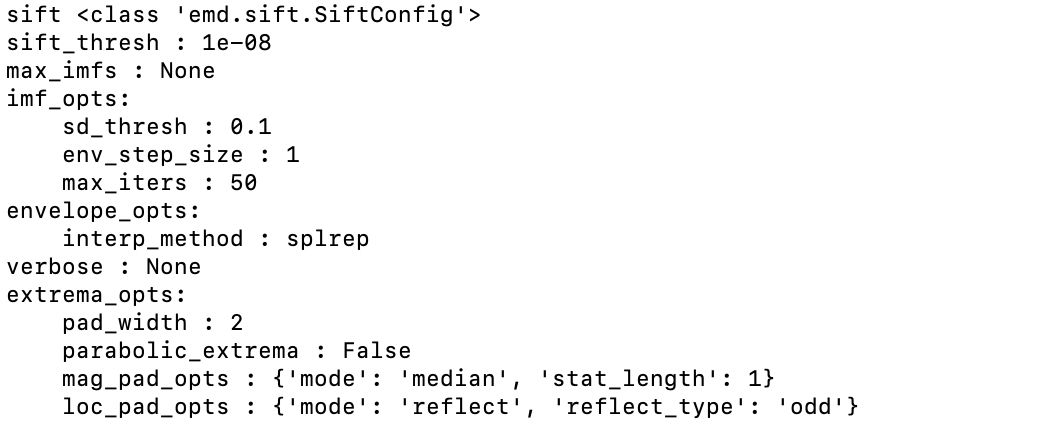 sift <class 'emd.sift.SiftConfig'>
sift_thresh : 1e-08
max_imfs : None
imf_opts:
    sd_thresh : 0.1
    env_step_size : 1
    max_iters : 50
envelope_opts:
    interp_method : splrep
verbose : None
extrema_opts:
    pad_width : 2
    parabolic_extrema : False
    mag_pad_opts : {'mode': 'median', 'stat_length': 1}
    loc_pad_opts : {'mode': 'reflect', 'reflect_type': 'odd'}